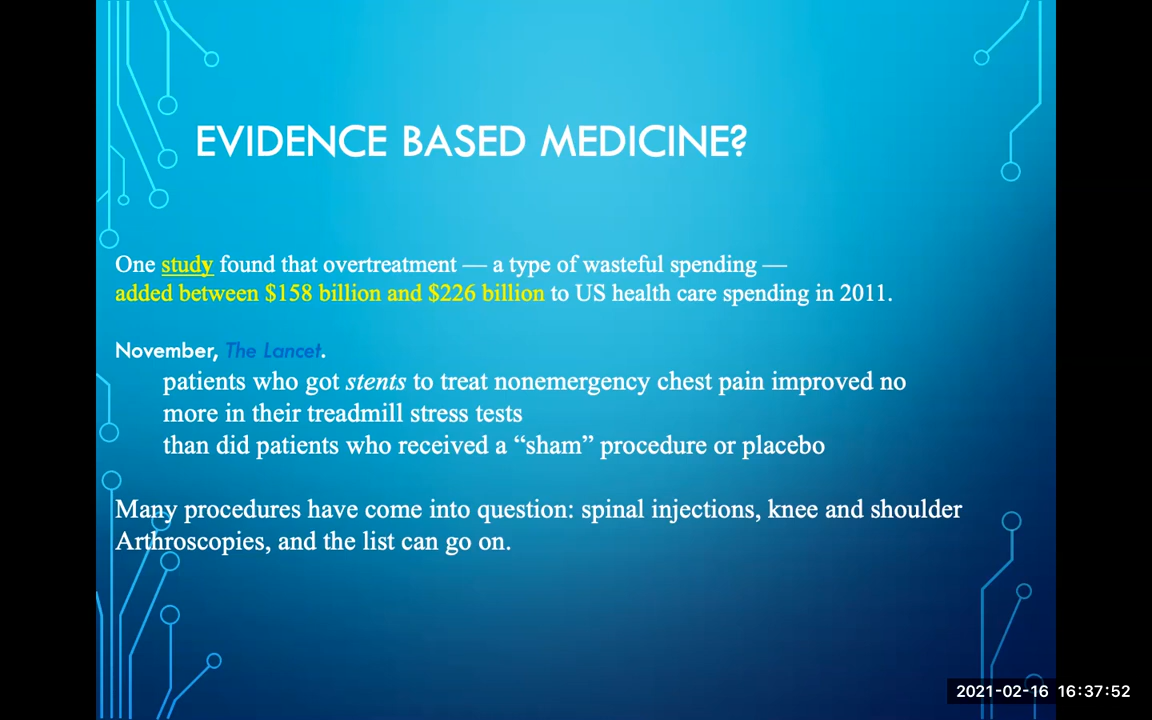 EVIDENCE BASED MEDICINE?
One study found that overtreatment — a type of wasteful spending —
added between $158 billion and $226 billion to US health care spending in 2011.
November, The Lancet.
patients who got stents to treat nonemergency chest pain improved no
more in their treadmill stress tests
than did patients who received a “sham” procedure or placebo
Many procedures have come into question: spinal injections, knee and shoulder
Arthroscopies, and the list can go on.
2021-02-16 16:37:52